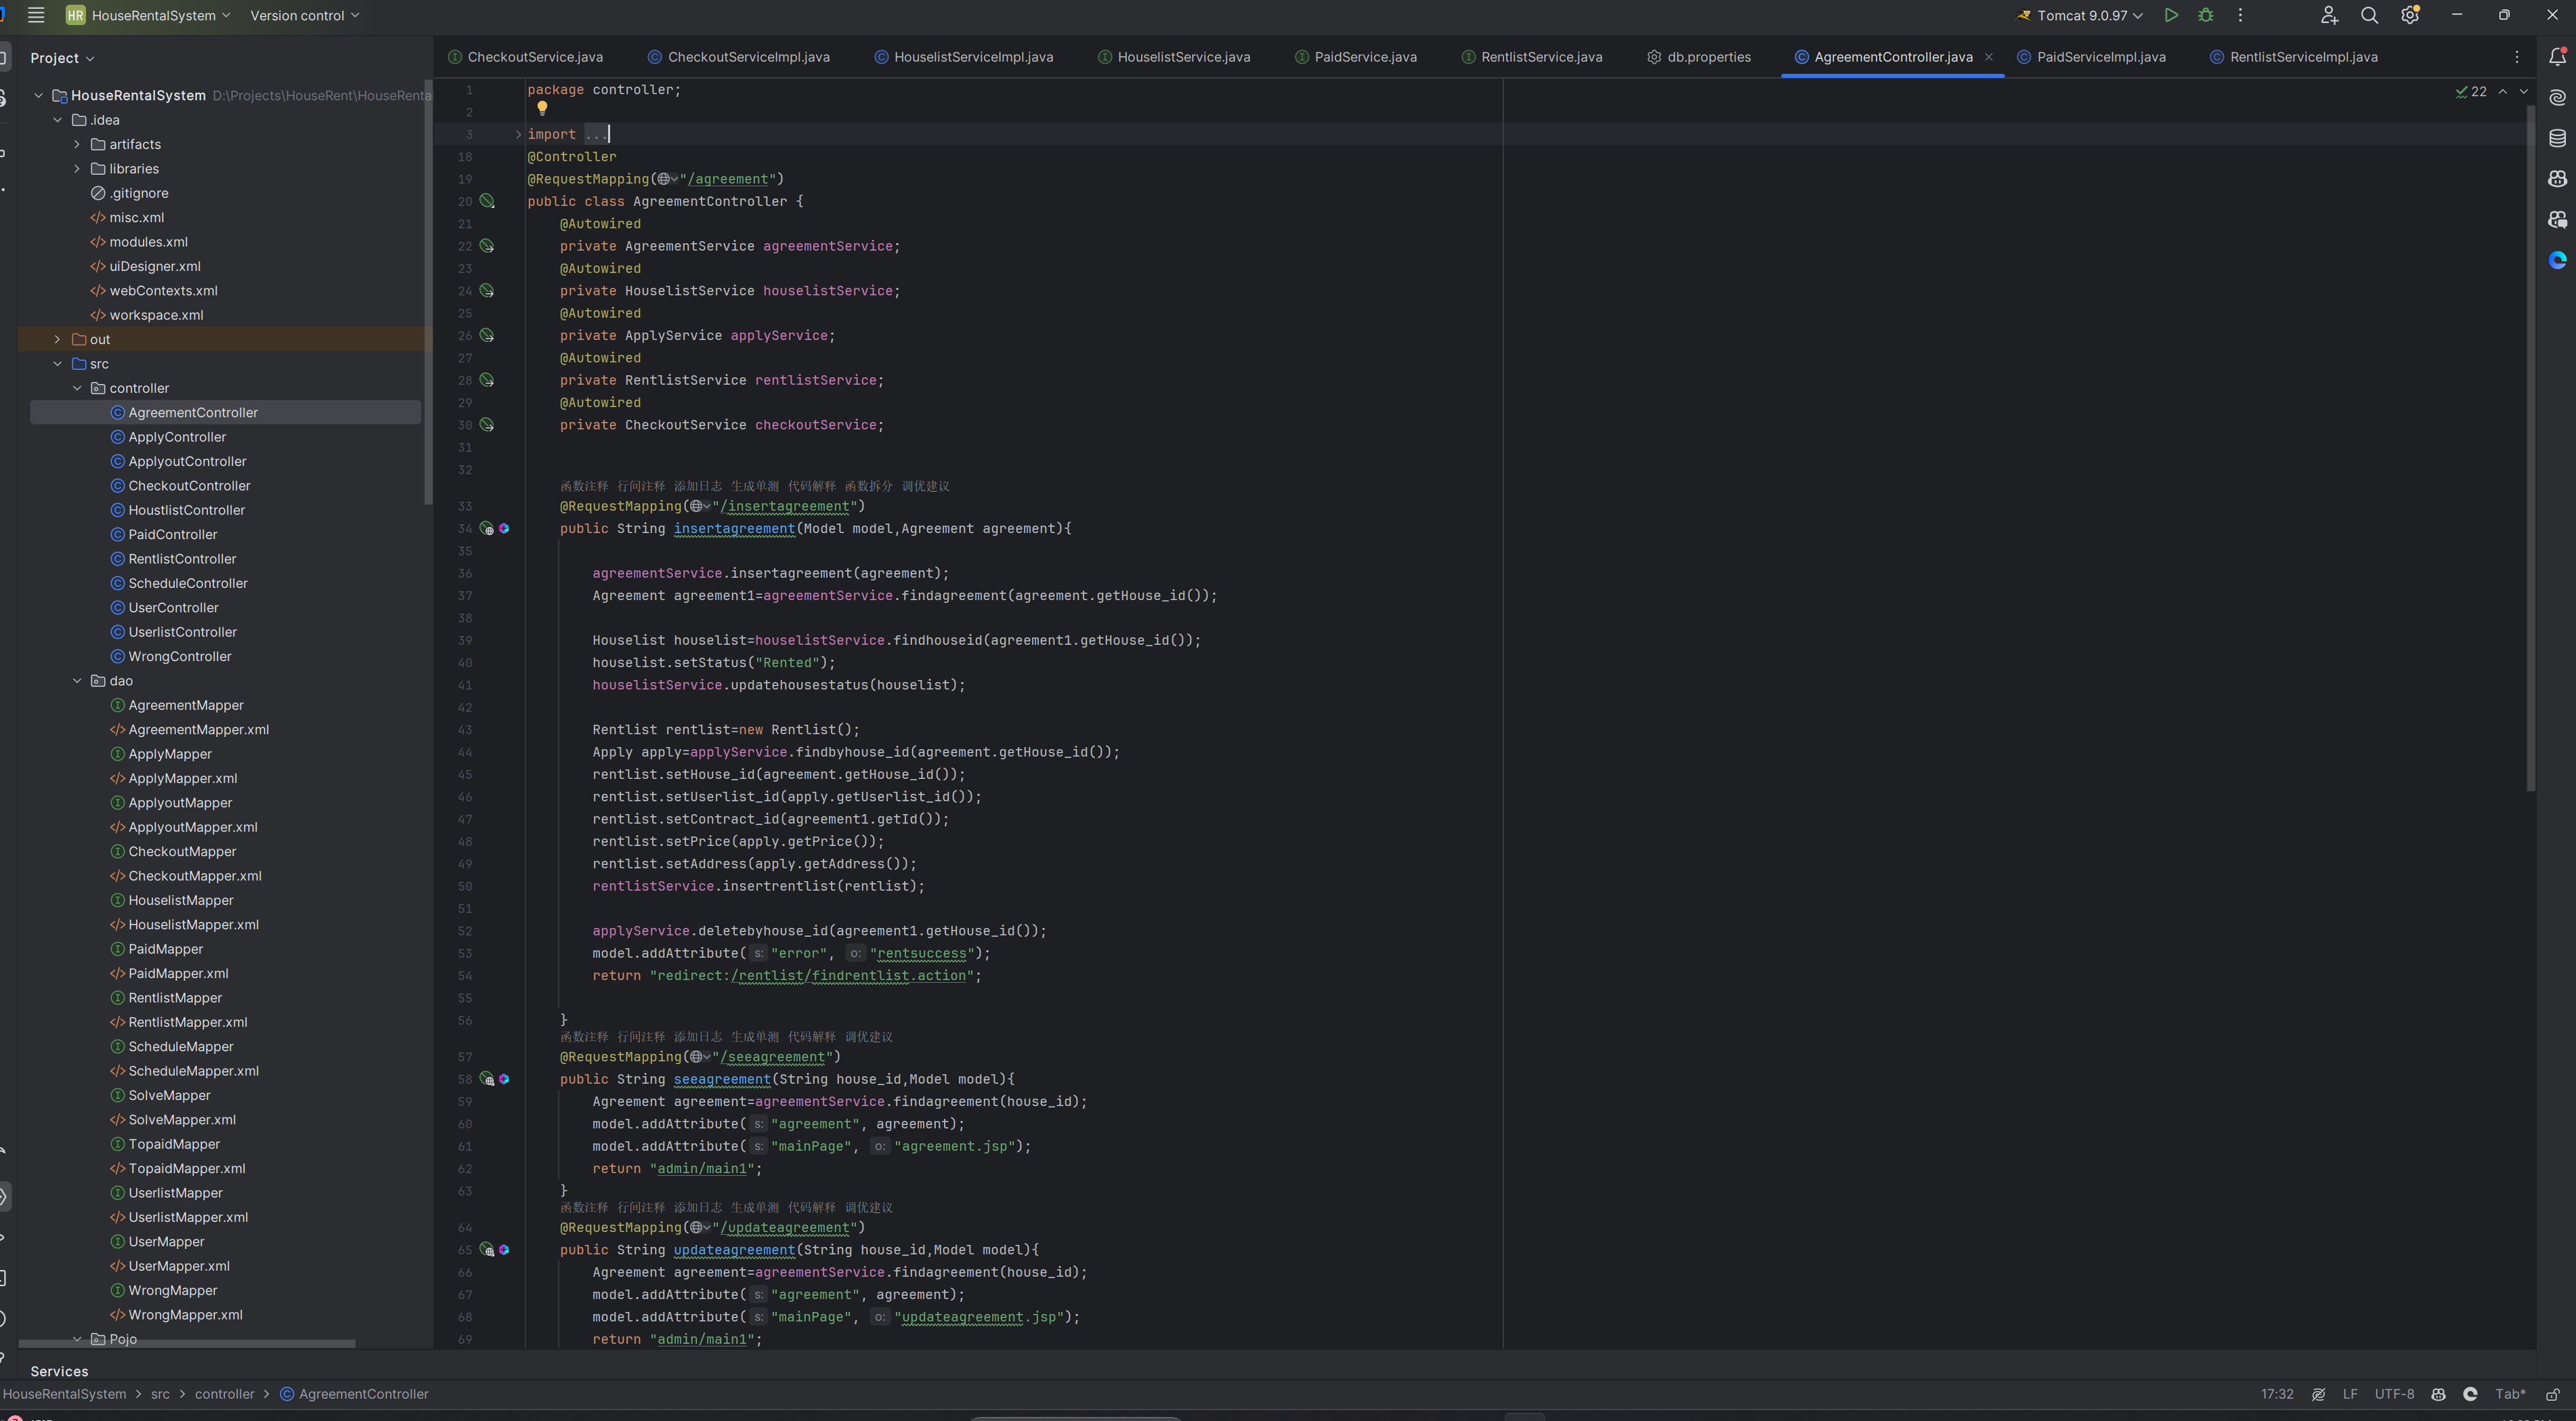 HR HouseRentalSystem Version control Tomcat 9.0.97
Project
CheckoutService.java CheckoutServiceImpl.java HouselistServiceImpl.java HouselistService.java PaidService.java RentlistService.java db.properties AgreementController.java PaidServiceImpl.java RentlistServiceImpl.java
HouseRentalSystem D:\Projects\HouseRent\HouseRenta
.idea
artifacts
libraries
.gitignore
misc.xml
modules.xml
uiDesigner.xml
webContexts.xml
workspace.xml
out
src
controller
AgreementController
ApplyController
ApplyoutController
CheckoutController
HoustlistController
PaidController
RentlistController
ScheduleController
UserController
UserlistController
WrongController
dao
AgreementMapper
AgreementMapper.xml
ApplyMapper
ApplyMapper.xml
ApplyoutMapper
ApplyoutMapper.xml
CheckoutMapper
CheckoutMapper.xml
HouselistMapper
HouselistMapper.xml
PaidMapper
PaidMapper.xml
RentlistMapper
RentlistMapper.xml
ScheduleMapper
ScheduleMapper.xml
SolveMapper
SolveMapper.xml
TopaidMapper
TopaidMapper.xml
UserlistMapper
UserlistMapper.xml
UserMapper
UserMapper.xml
WrongMapper
WrongMapper.xml
Pojo
22
1 package controller;
2
3 import ...
18 @Controller
19 @RequestMapping("/agreement")
20 public class AgreementController {
21 @Autowired
22 private AgreementService agreementService;
23 @Autowired
24 private HouselistService houselistService;
25 @Autowired
26 private ApplyService applyService;
27 @Autowired
28 private RentlistService rentlistService;
29 @Autowired
30 private CheckoutService checkoutService;
31
32
函数注释 行间注释 添加日志 生成单测 代码解释 函数拆分 调优建议
33 @RequestMapping("/insertagreement")
34 public String insertagreement(Model model,Agreement agreement){
35
36 agreementService.insertagreement(agreement);
37 Agreement agreement1=agreementService.findagreement(agreement.getHouse_id());
38
39 Houselist houselist=houselistService.findhouseid(agreement1.getHouse_id());
40 houselist.setStatus("Rented");
41 houselistService.updatehousestatus(houselist);
42
43 Rentlist rentlist=new Rentlist();
44 Apply apply=applyService.findbyhouse_id(agreement.getHouse_id());
45 rentlist.setHouse_id(agreement.getHouse_id());
46 rentlist.setUserlist_id(apply.getUserlist_id());
47 rentlist.setContract_id(agreement1.getId());
48 rentlist.setPrice(apply.getPrice());
49 rentlist.setAddress(apply.getAddress());
50 rentlistService.insertrentlist(rentlist);
51
52 applyService.deletebyhouse_id(agreement1.getHouse_id());
53 model.addAttribute( s: "error", o: "rentsuccess");
54 return "redirect:/rentlist/findrentlist.action";
55
56 }
函数注释 行间注释 添加日志 生成单测 代码解释 调优建议
57 @RequestMapping("/seeagreement")
58 public String seeagreement(String house_id,Model model){
59 Agreement agreement=agreementService.findagreement(house_id);
60 model.addAttribute( s: "agreement", agreement);
61 model.addAttribute( s: "mainPage", o: "agreement.jsp");
62 return "admin/main1";
63 }
函数注释 行间注释 添加日志 生成单测 代码解释 调优建议
64 @RequestMapping("/updateagreement")
65 public String updateagreement(String house_id,Model model){
66 Agreement agreement=agreementService.findagreement(house_id);
67 model.addAttribute( s: "agreement", agreement);
68 model.addAttribute( s: "mainPage", o: "updateagreement.jsp");
69 return "admin/main1";
Services
HouseRentalSystem > src > controller > AgreementController 17:32 LF UTF-8 Tab*